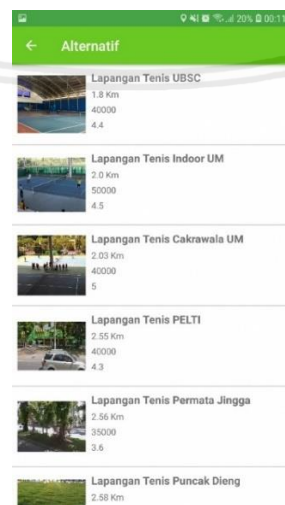 20% 00:11
Alternatif
Lapangan Tenis UBSC
1.8 Km
40000
4.4
Lapangan Tenis Indoor UM
2.0 Km
50000
4.5
Lapangan Tenis Cakrawala UM
2.03 Km
40000
5
Lapangan Tenis PELTI
2.55 Km
40000
4.3
Lapangan Tenis Permata Jingga
2.56 Km
35000
3.6
Lapangan Tenis Puncak Dieng
2.58 Km